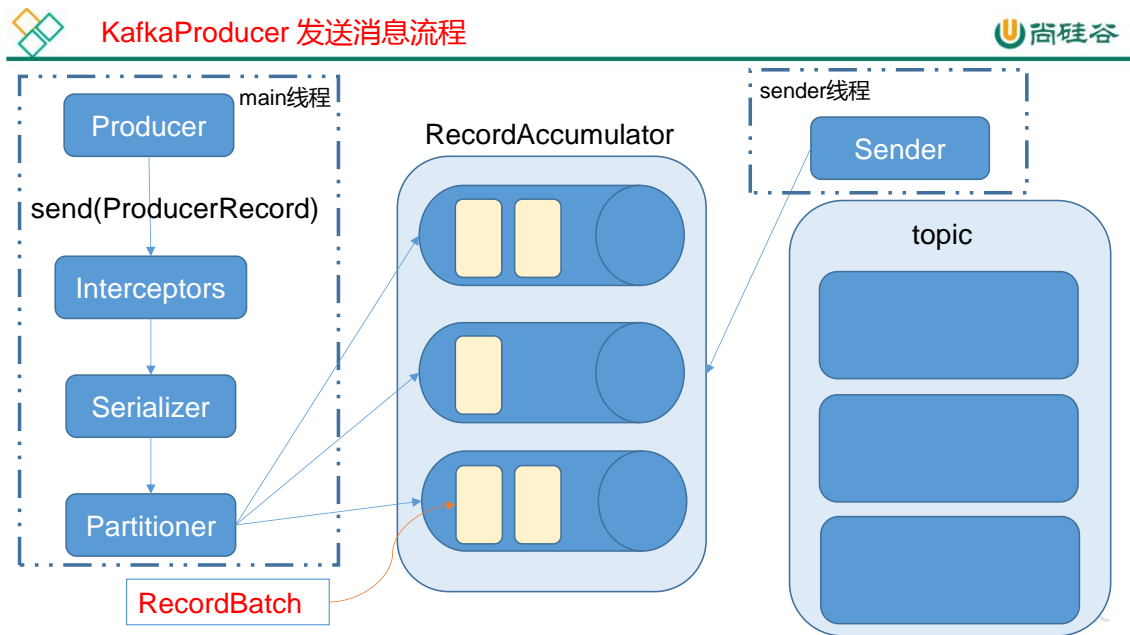 KafkaProducer 发送消息流程
尚硅谷
main线程
Producer
send(ProducerRecord)
Interceptors
Serializer
Partitioner
RecordBatch
RecordAccumulator
sender线程
Sender
topic